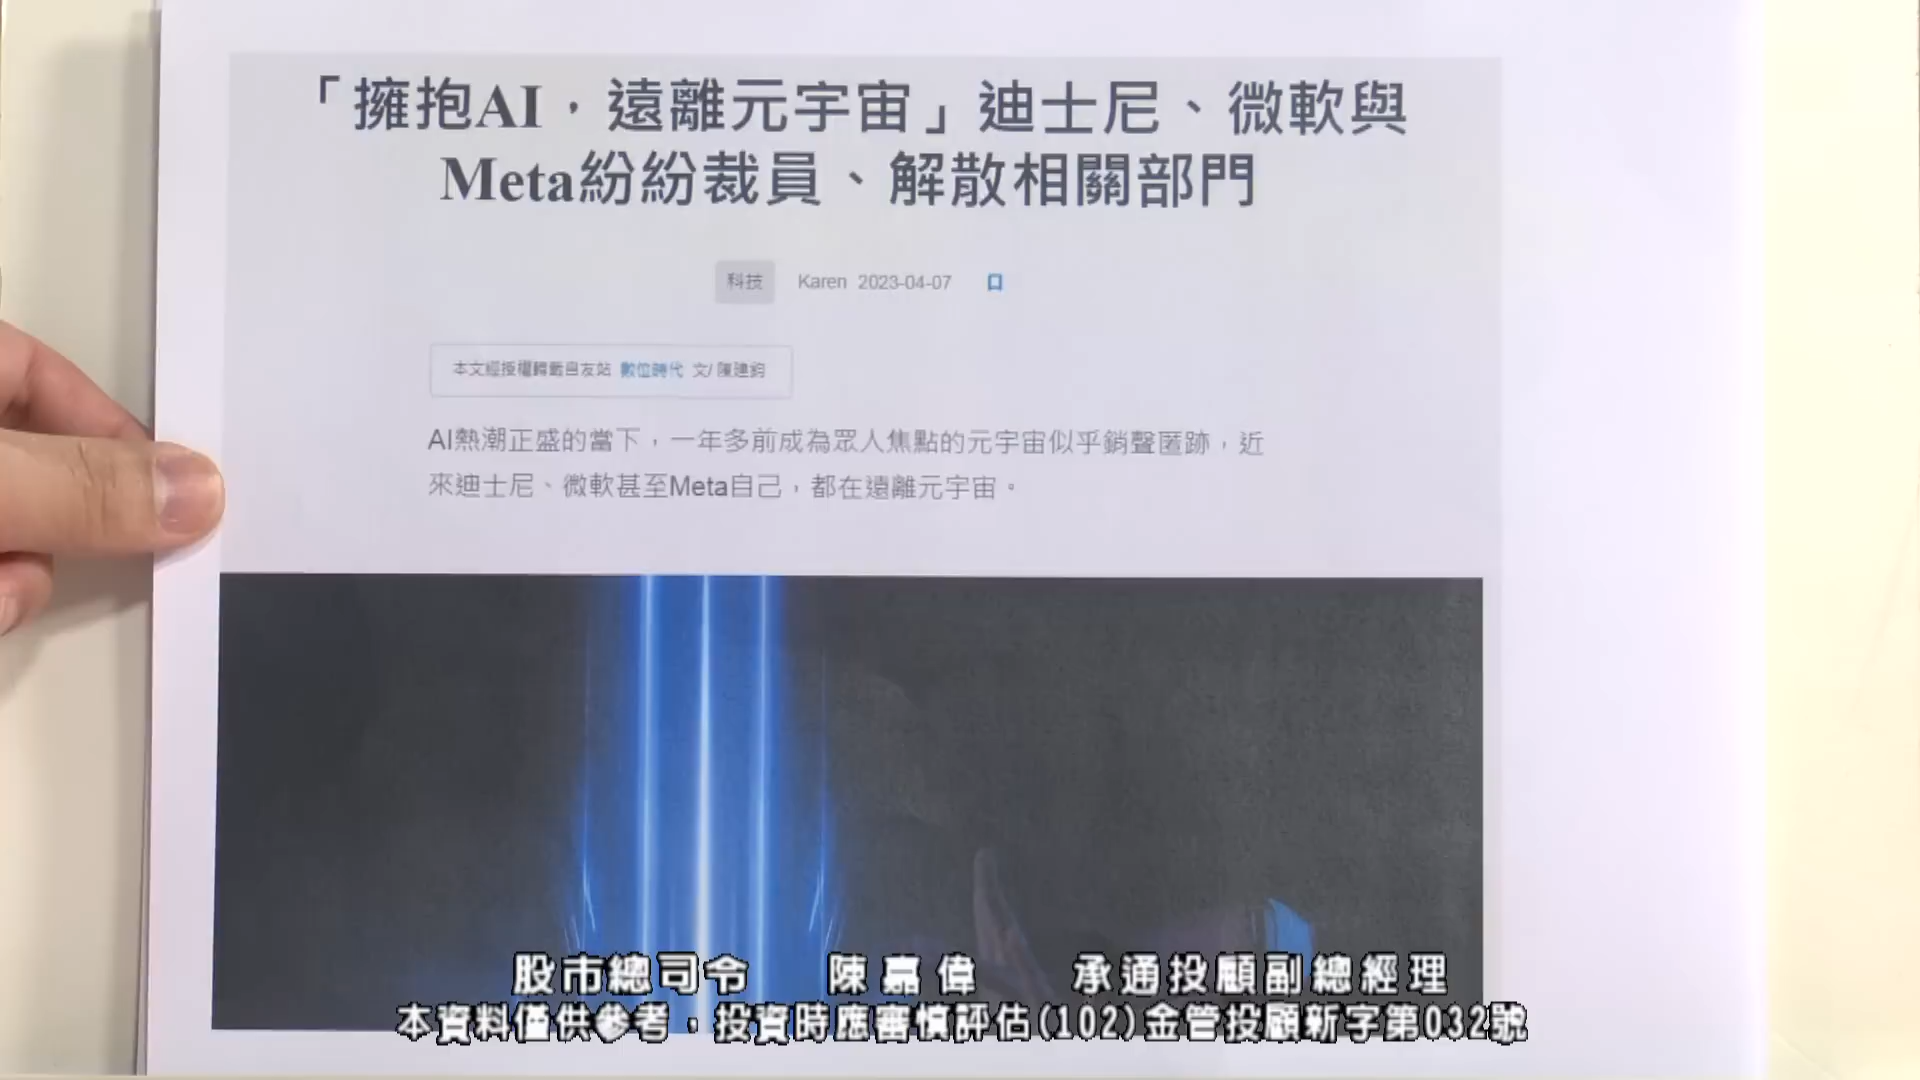 「擁抱AI，遠離元宇宙」迪士尼、微軟與
Meta紛紛裁員、解散相關部門
科技 Karen 2023-04-07
本文經授權轉載自友站 數位時代 文/ 陳建鈞
AI熱潮正盛的當下，一年多前成為眾人焦點的元宇宙似乎銷聲匿跡，近
來迪士尼、微軟甚至Meta自己，都在遠離元宇宙。
股市總司令 陳嘉偉 承通投顧副總經理
本資料僅供參考，投資時應審慎評估(102)金管投顧新字第032號